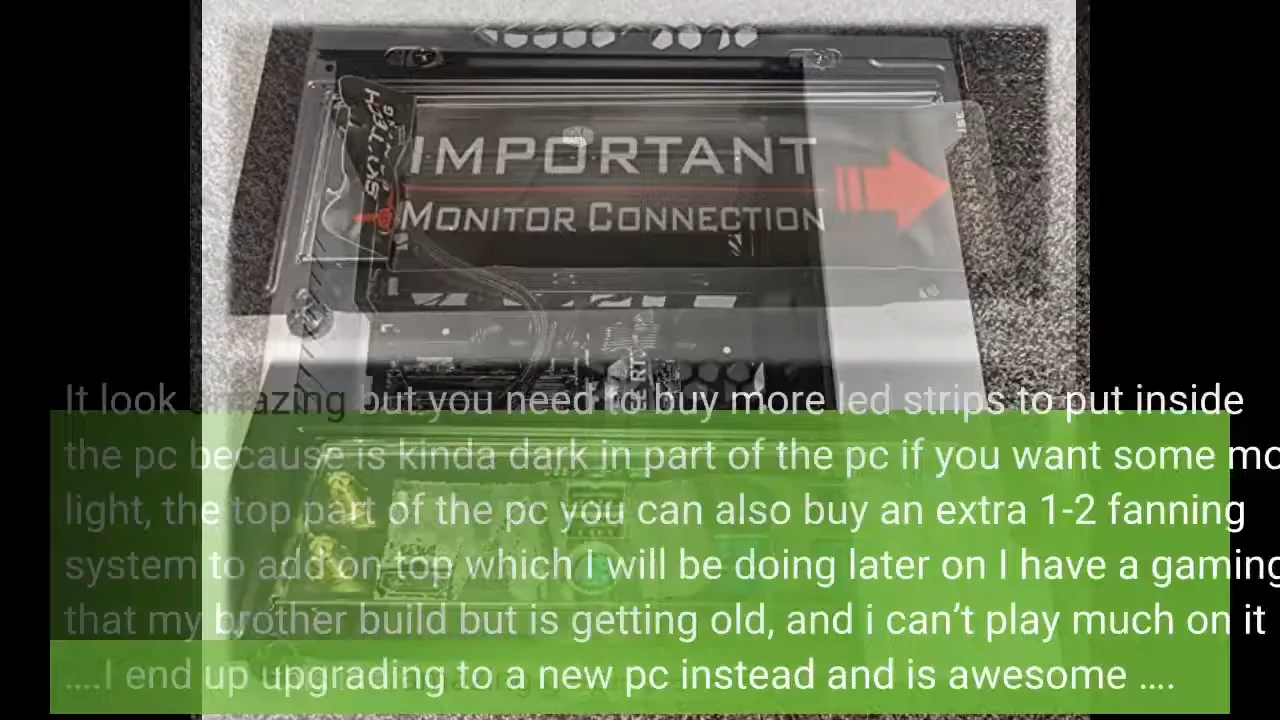 SKYTECH
GAMING
IMPORTANT
MONITOR CONNECTION
It look amazing but you need to buy more led strips to put inside
the pc because is kinda dark in part of the pc if you want some mo
light, the top part of the pc you can also buy an extra 1-2 fanning
system to add on top which I will be doing later on I have a gaming
that my brother build but is getting old, and i can’t play much on it
....I end up upgrading to a new pc instead and is awesome ....